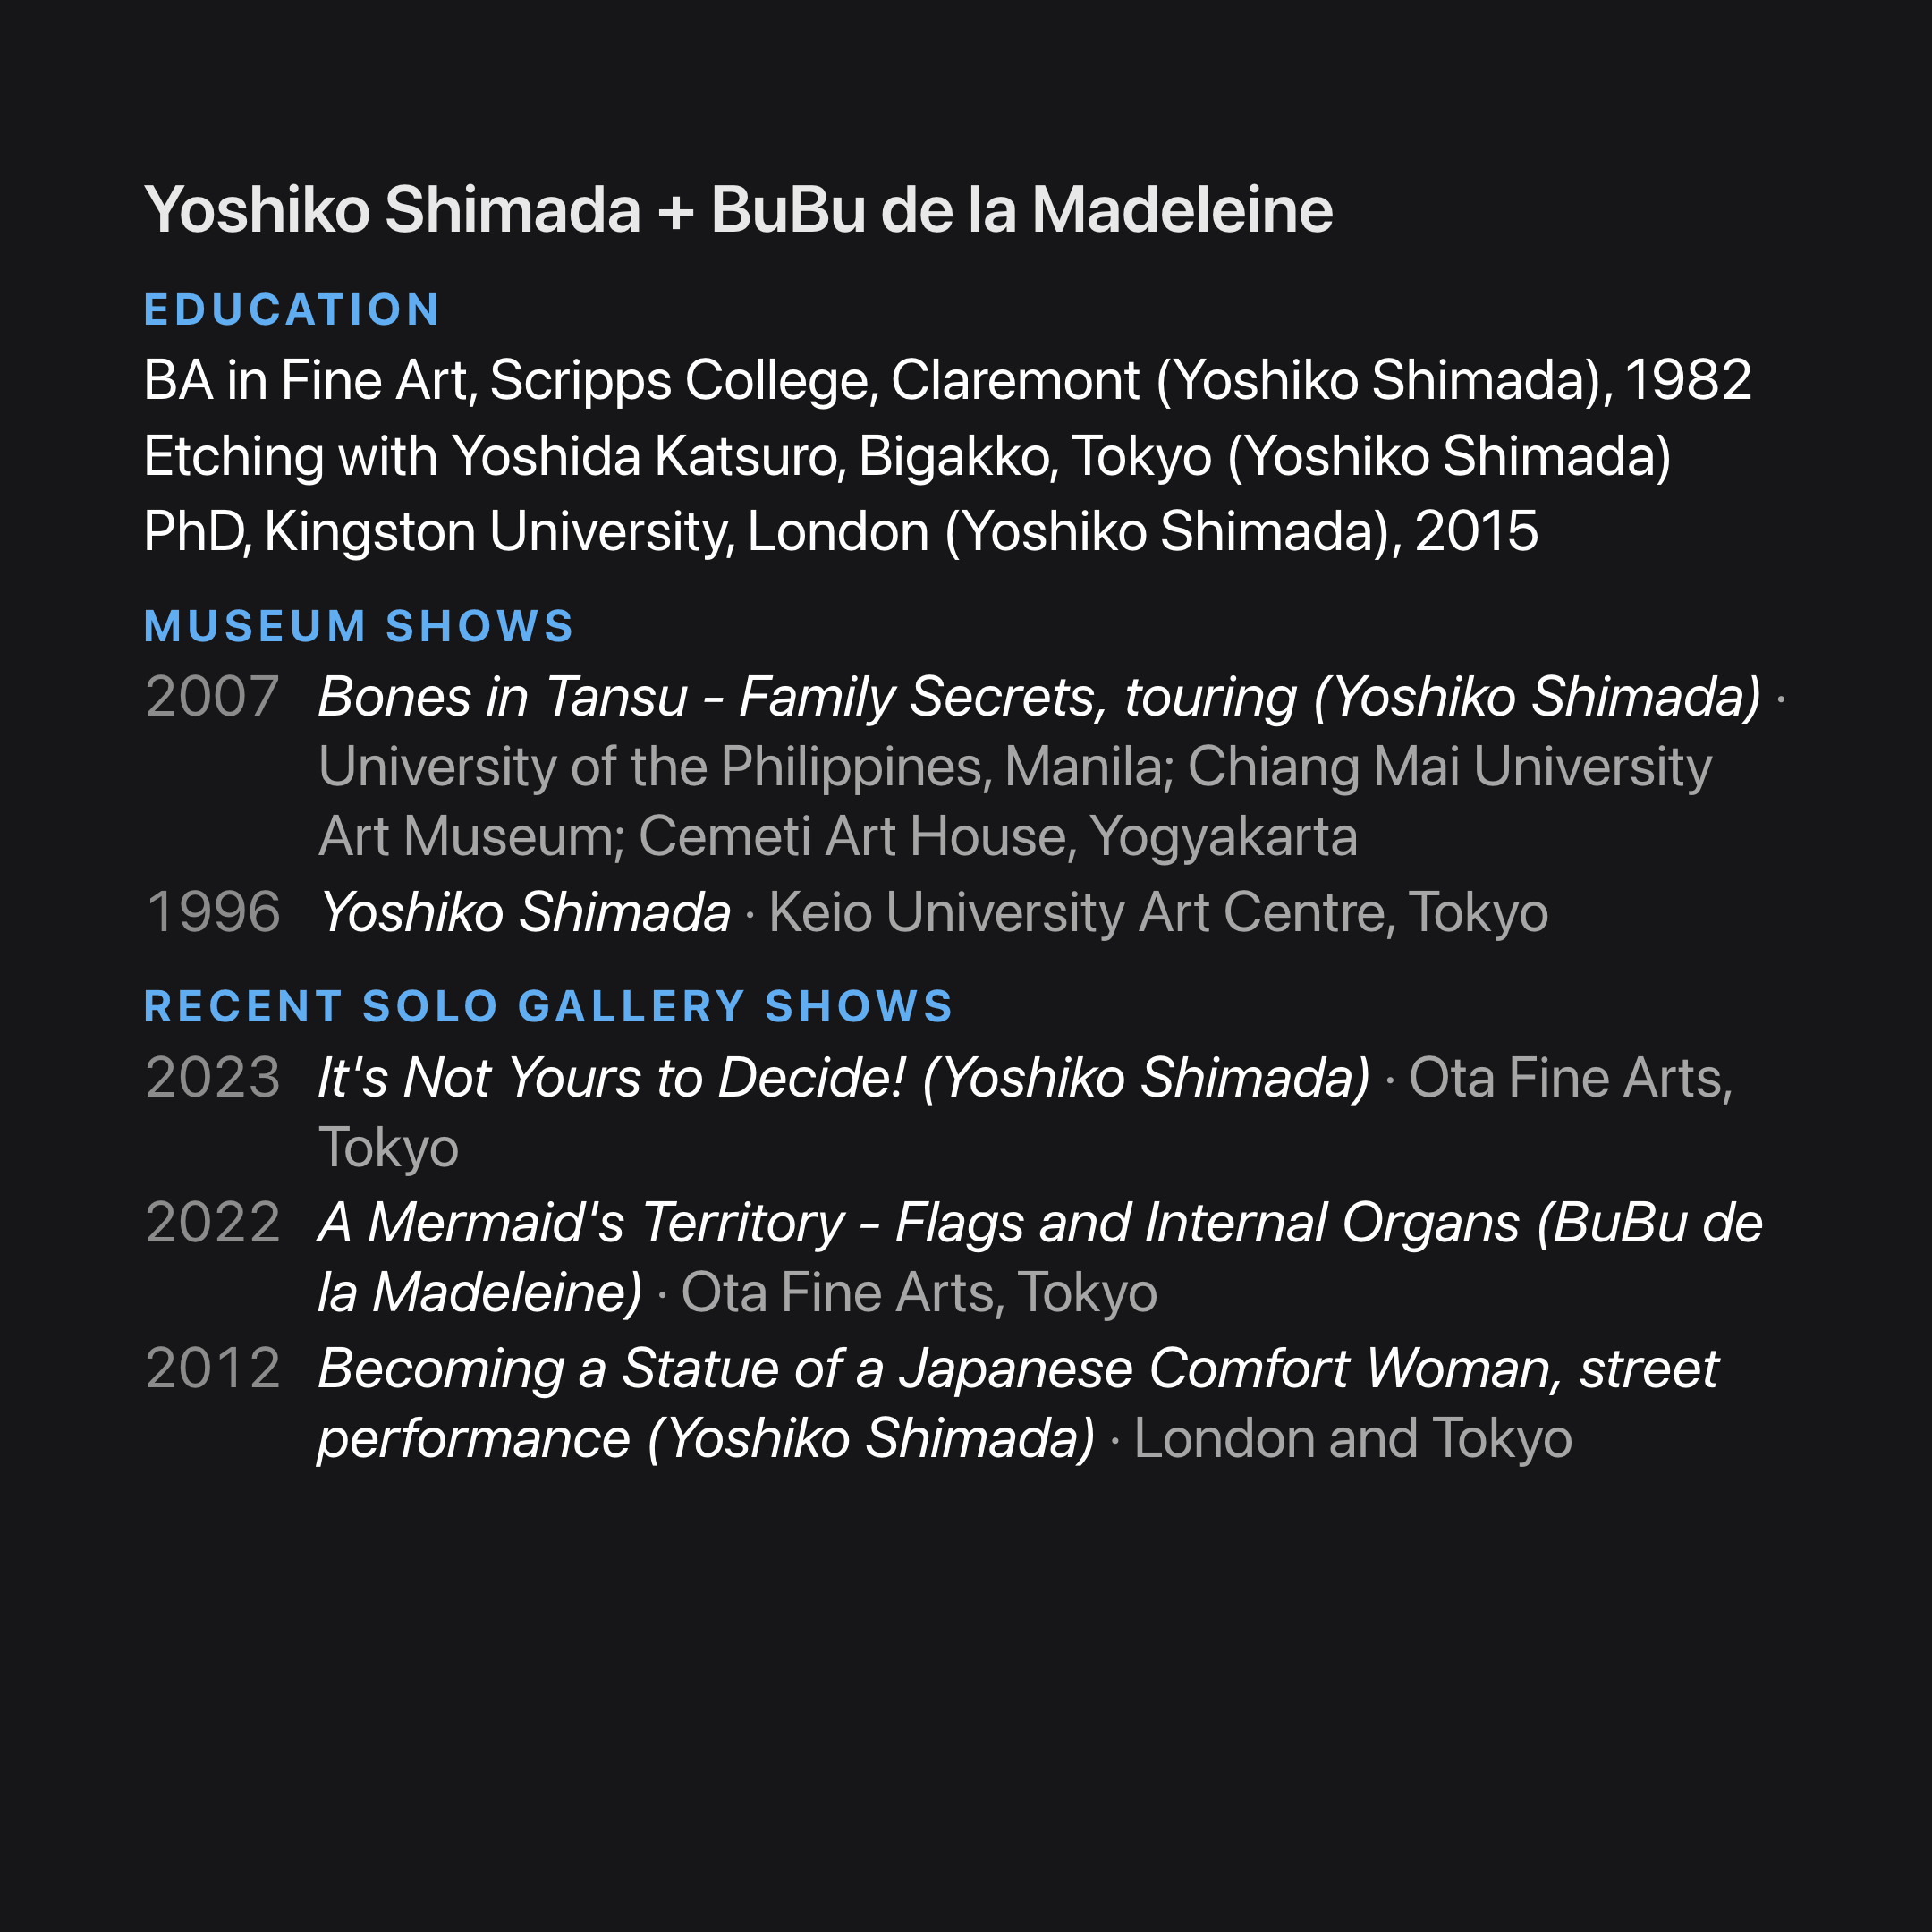 Yoshiko Shimada + BuBu de la Madeleine
EDUCATION
BA in Fine Art, Scripps College, Claremont (Yoshiko Shimada), 1982
Etching with Yoshida Katsuro, Bigakko, Tokyo (Yoshiko Shimada)
PhD, Kingston University, London (Yoshiko Shimada), 2015
MUSEUM SHOWS
2007 Bones in Tansu - Family Secrets, touring (Yoshiko Shimada) ·
University of the Philippines, Manila; Chiang Mai University
Art Museum; Cemeti Art House, Yogyakarta
1996 Yoshiko Shimada · Keio University Art Centre, Tokyo
RECENT SOLO GALLERY SHOWS
2023 It's Not Yours to Decide! (Yoshiko Shimada) · Ota Fine Arts,
Tokyo
2022 A Mermaid's Territory - Flags and Internal Organs (BuBu de
la Madeleine) · Ota Fine Arts, Tokyo
2012 Becoming a Statue of a Japanese Comfort Woman, street
performance (Yoshiko Shimada) · London and Tokyo